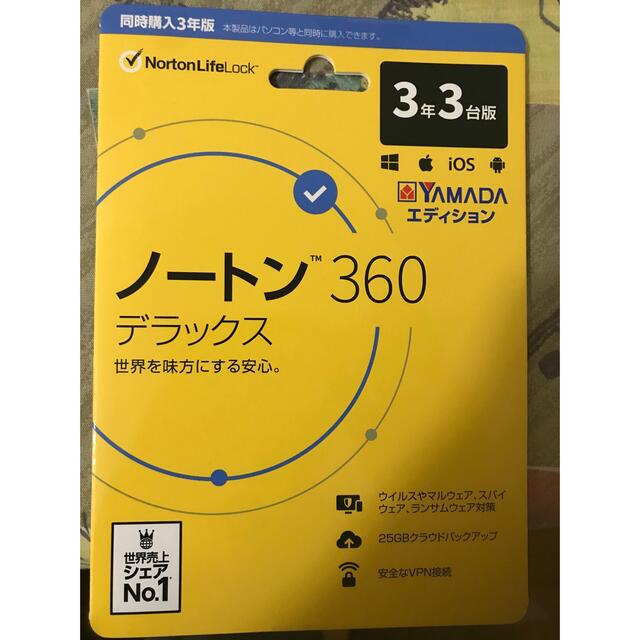 同時購入3年版 本製品はパソコン等と同時に購入できます。
NortonLifeLock™
3年3台版
iOS
YAMADA
エディション
ノートン™ 360
デラックス
世界を味方にする安心。
ウイルスやマルウェア、スパイ
ウェア、ランサムウェア対策
25GBクラウドバックアップ
安全なVPN接続
世界売上
シェア
No.1*